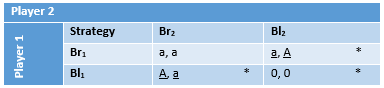 Player 2
Player 1
Strategy Br₂ Bl₂
Br₁ a, a a, A *
Bl₁ A, a * 0, 0 *